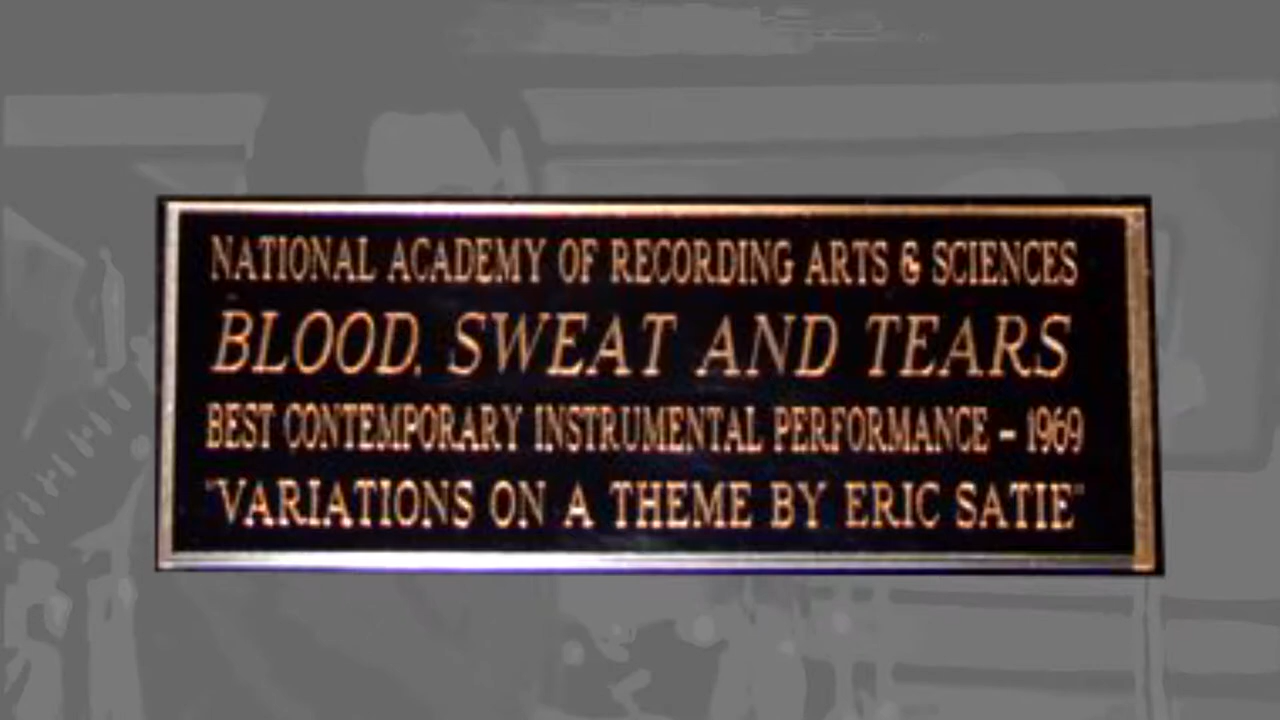 NATIONAL ACADEMY OF RECORDING ARTS & SCIENCES
BLOOD, SWEAT AND TEARS
BEST CONTEMPORARY INSTRUMENTAL PERFORMANCE – 1969
"VARIATIONS ON A THEME BY ERIC SATIE"